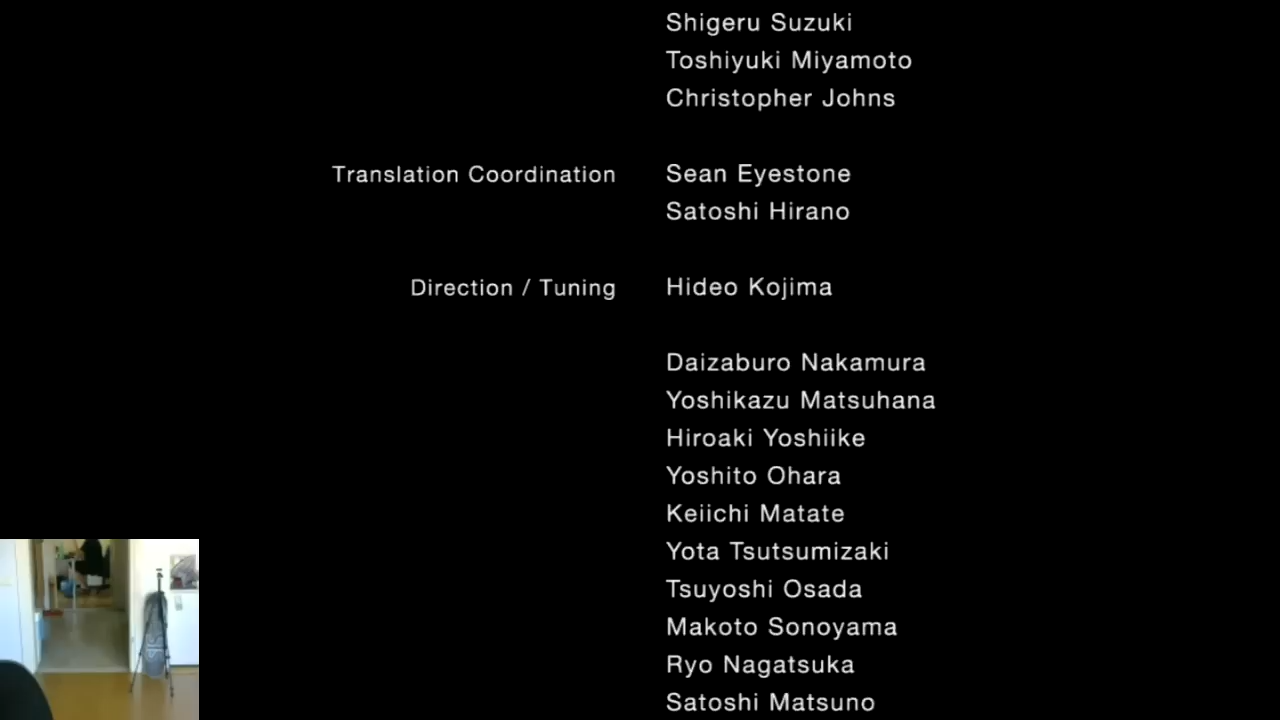 Shigeru Suzuki
Toshiyuki Miyamoto
Christopher Johns
Translation Coordination Sean Eyestone
Satoshi Hirano
Direction / Tuning Hideo Kojima
Daizaburo Nakamura
Yoshikazu Matsuhana
Hiroaki Yoshiike
Yoshito Ohara
Keiichi Matate
Yota Tsutsumizaki
Tsuyoshi Osada
Makoto Sonoyama
Ryo Nagatsuka
Satoshi Matsuno